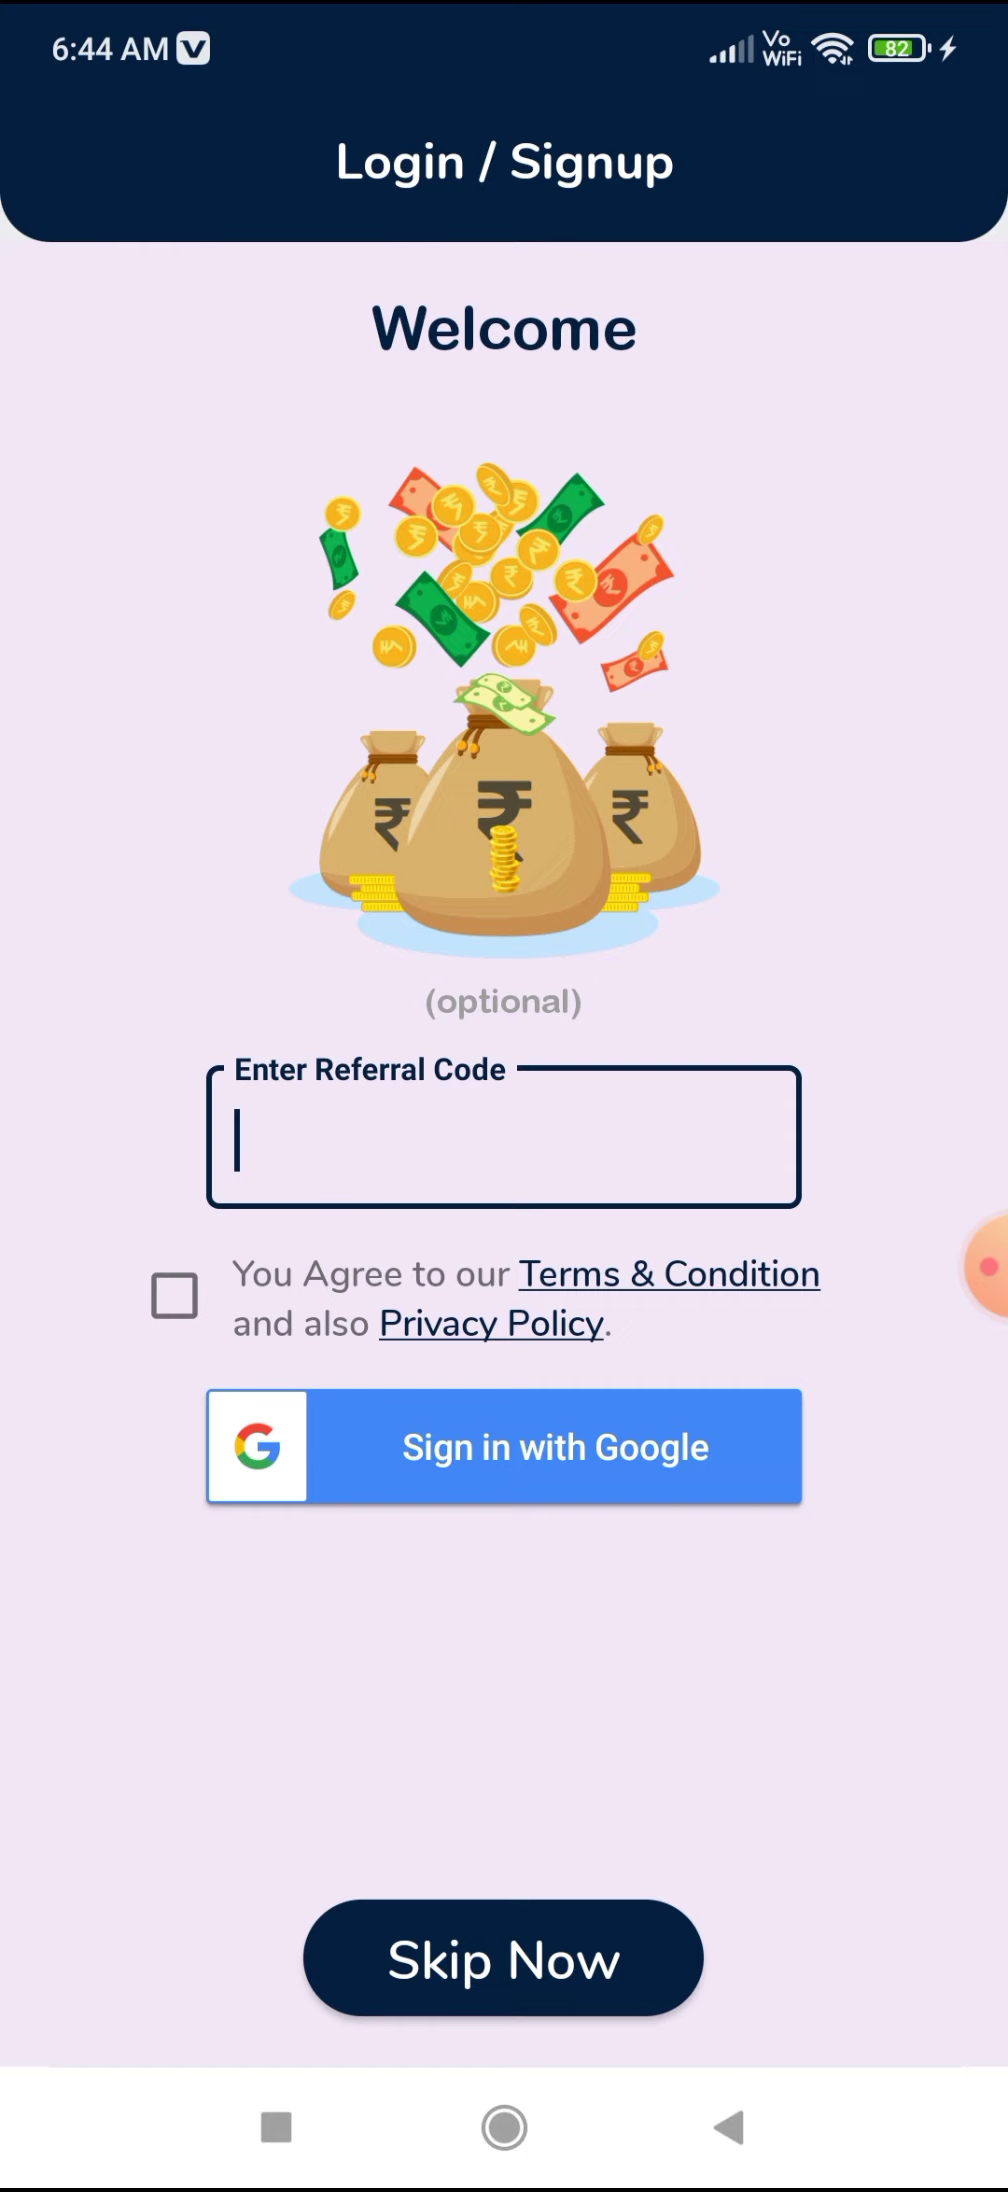 6:44 AM V
Vo
WiFi
82
Login / Signup
Welcome
₹ ₹ ₹
(optional)
Enter Referral Code
You Agree to our Terms & Condition
and also Privacy Policy.
G Sign in with Google
Skip Now